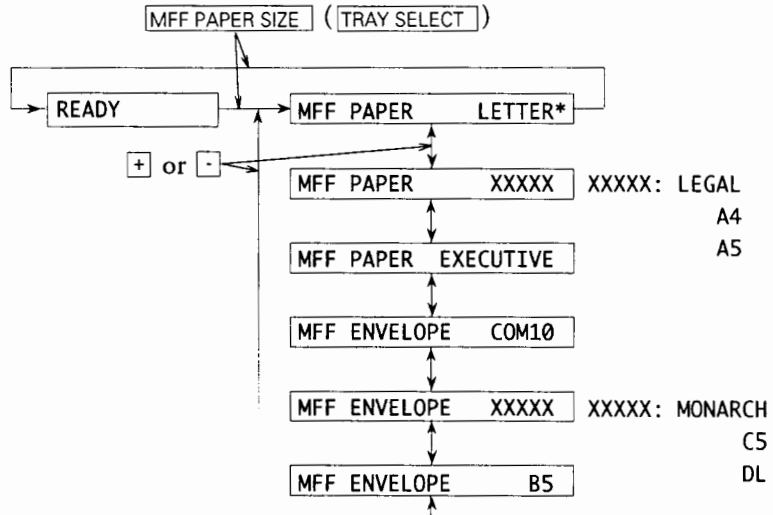 MFF PAPER SIZE ( TRAY SELECT )
READY
MFF PAPER LETTER*
+ or -
MFF PAPER XXXXX XXXXX: LEGAL
A4
A5
MFF PAPER EXECUTIVE
MFF ENVELOPE COM10
MFF ENVELOPE XXXXX XXXXX: MONARCH
C5
DL
MFF ENVELOPE B5